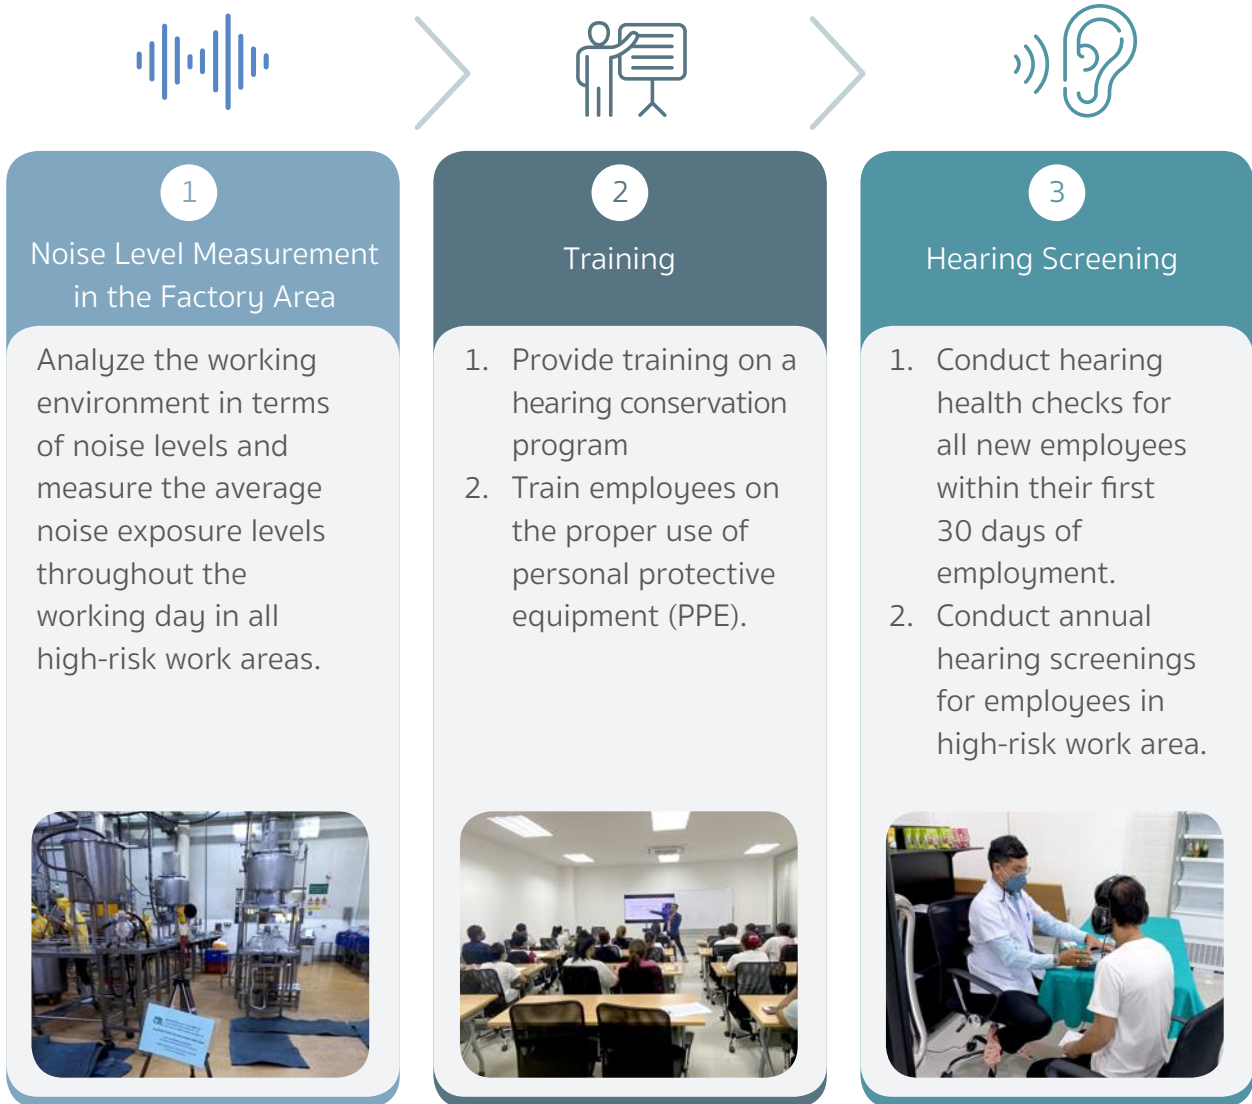 1
Noise Level Measurement
in the Factory Area
Analyze the working
environment in terms
of noise levels and
measure the average
noise exposure levels
throughout the
working day in all
high-risk work areas.
2
Training
1. Provide training on a
hearing conservation
program
2. Train employees on
the proper use of
personal protective
equipment (PPE).
3
Hearing Screening
1. Conduct hearing
health checks for
all new employees
within their first
30 days of
employment.
2. Conduct annual
hearing screenings
for employees in
high-risk work area.